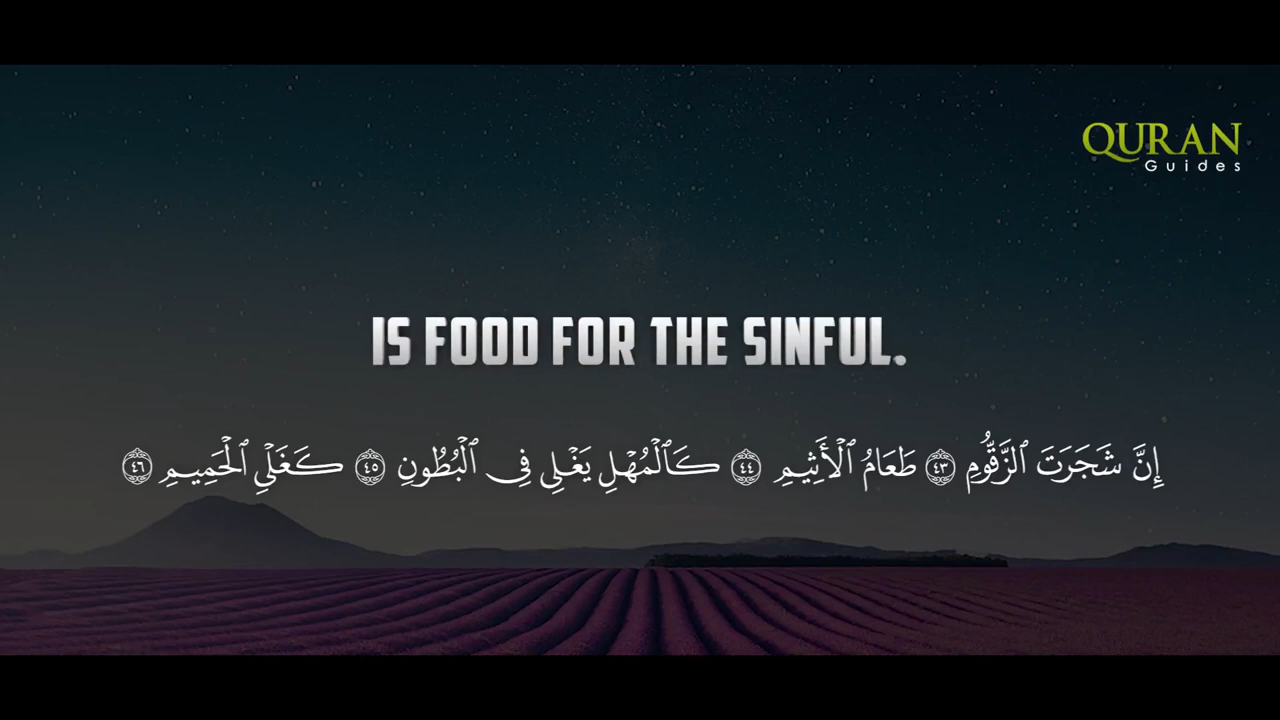 QURAN
Guides
IS FOOD FOR THE SINFUL.
إِنَّ شَجَرَتَ ٱلزَّقُّومِ ٤٣ طَعَامُ ٱلْأَثِيمِ ٤٤ كَٱلْمُهْلِ يَغْلِى فِى ٱلْبُطُونِ ٤٥ كَغَلْىِ ٱلْحَمِيمِ ٤٦